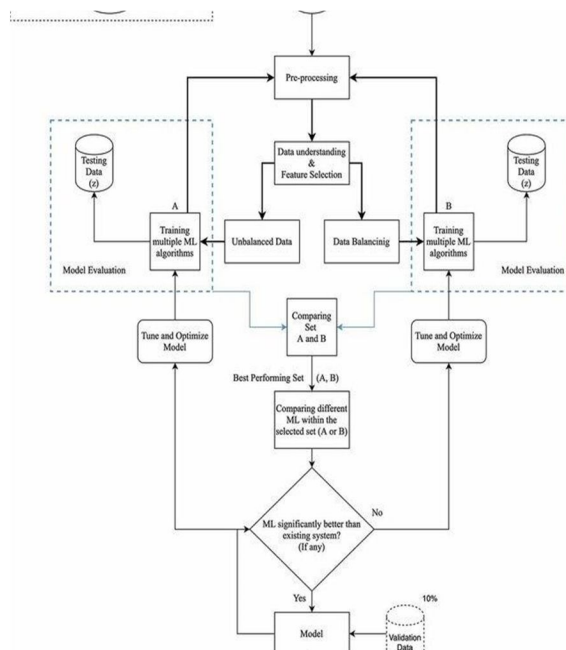 Pre-processing
Data understanding
&
Feature Selection
Testing
Data
(z)
Testing
Data
(z)
A
B
Training
multiple ML
algorithms
Unbalanced Data
Data Balancinig
Training
multiple ML
algorithms
Model Evaluation
Model Evaluation
Comparing
Set
A and B
Tune and Optimize
Model
Tune and Optimize
Model
Best Performing Set (A, B)
Comparing different
ML within the
selected set (A or B)
No
ML significantly better than
existing system?
(If any)
Yes
10%
Model
Validation
Data